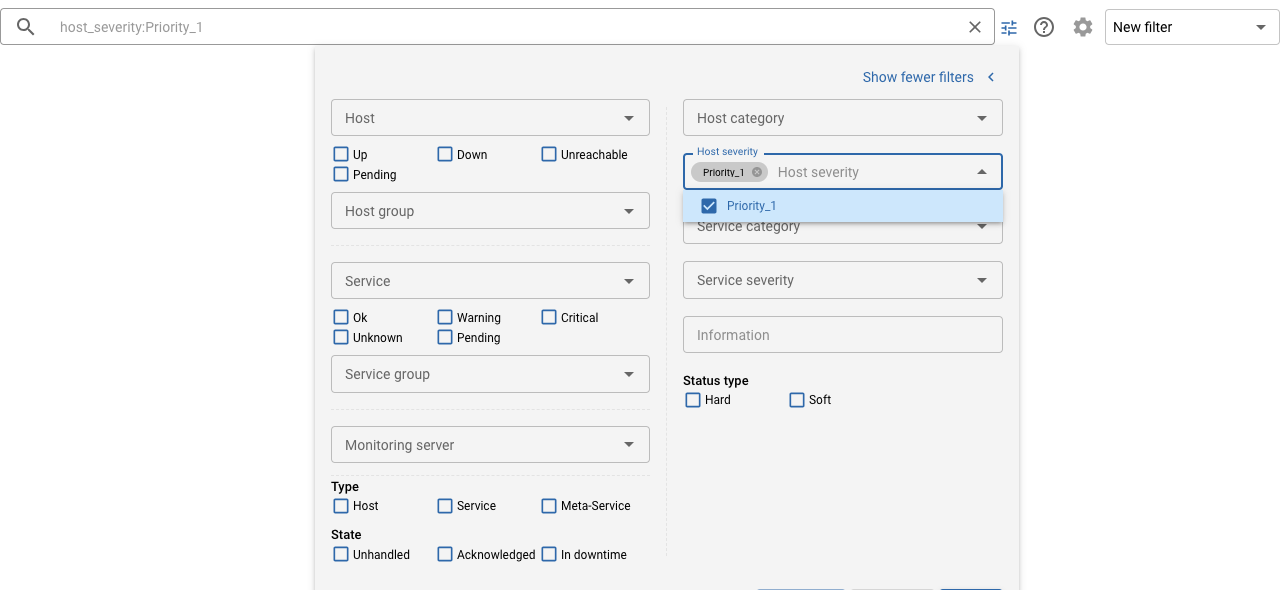 host_severity:Priority_1
New filter
Show fewer filters
Host
Up Down Unreachable
Pending
Host group
Service
Ok Warning Critical
Unknown Pending
Service group
Monitoring server
Type
Host Service Meta-Service
State
Unhandled Acknowledged In downtime
Host category
Host severity
Priority_1 Host severity
Priority_1
Service category
Service severity
Information
Status type
Hard Soft